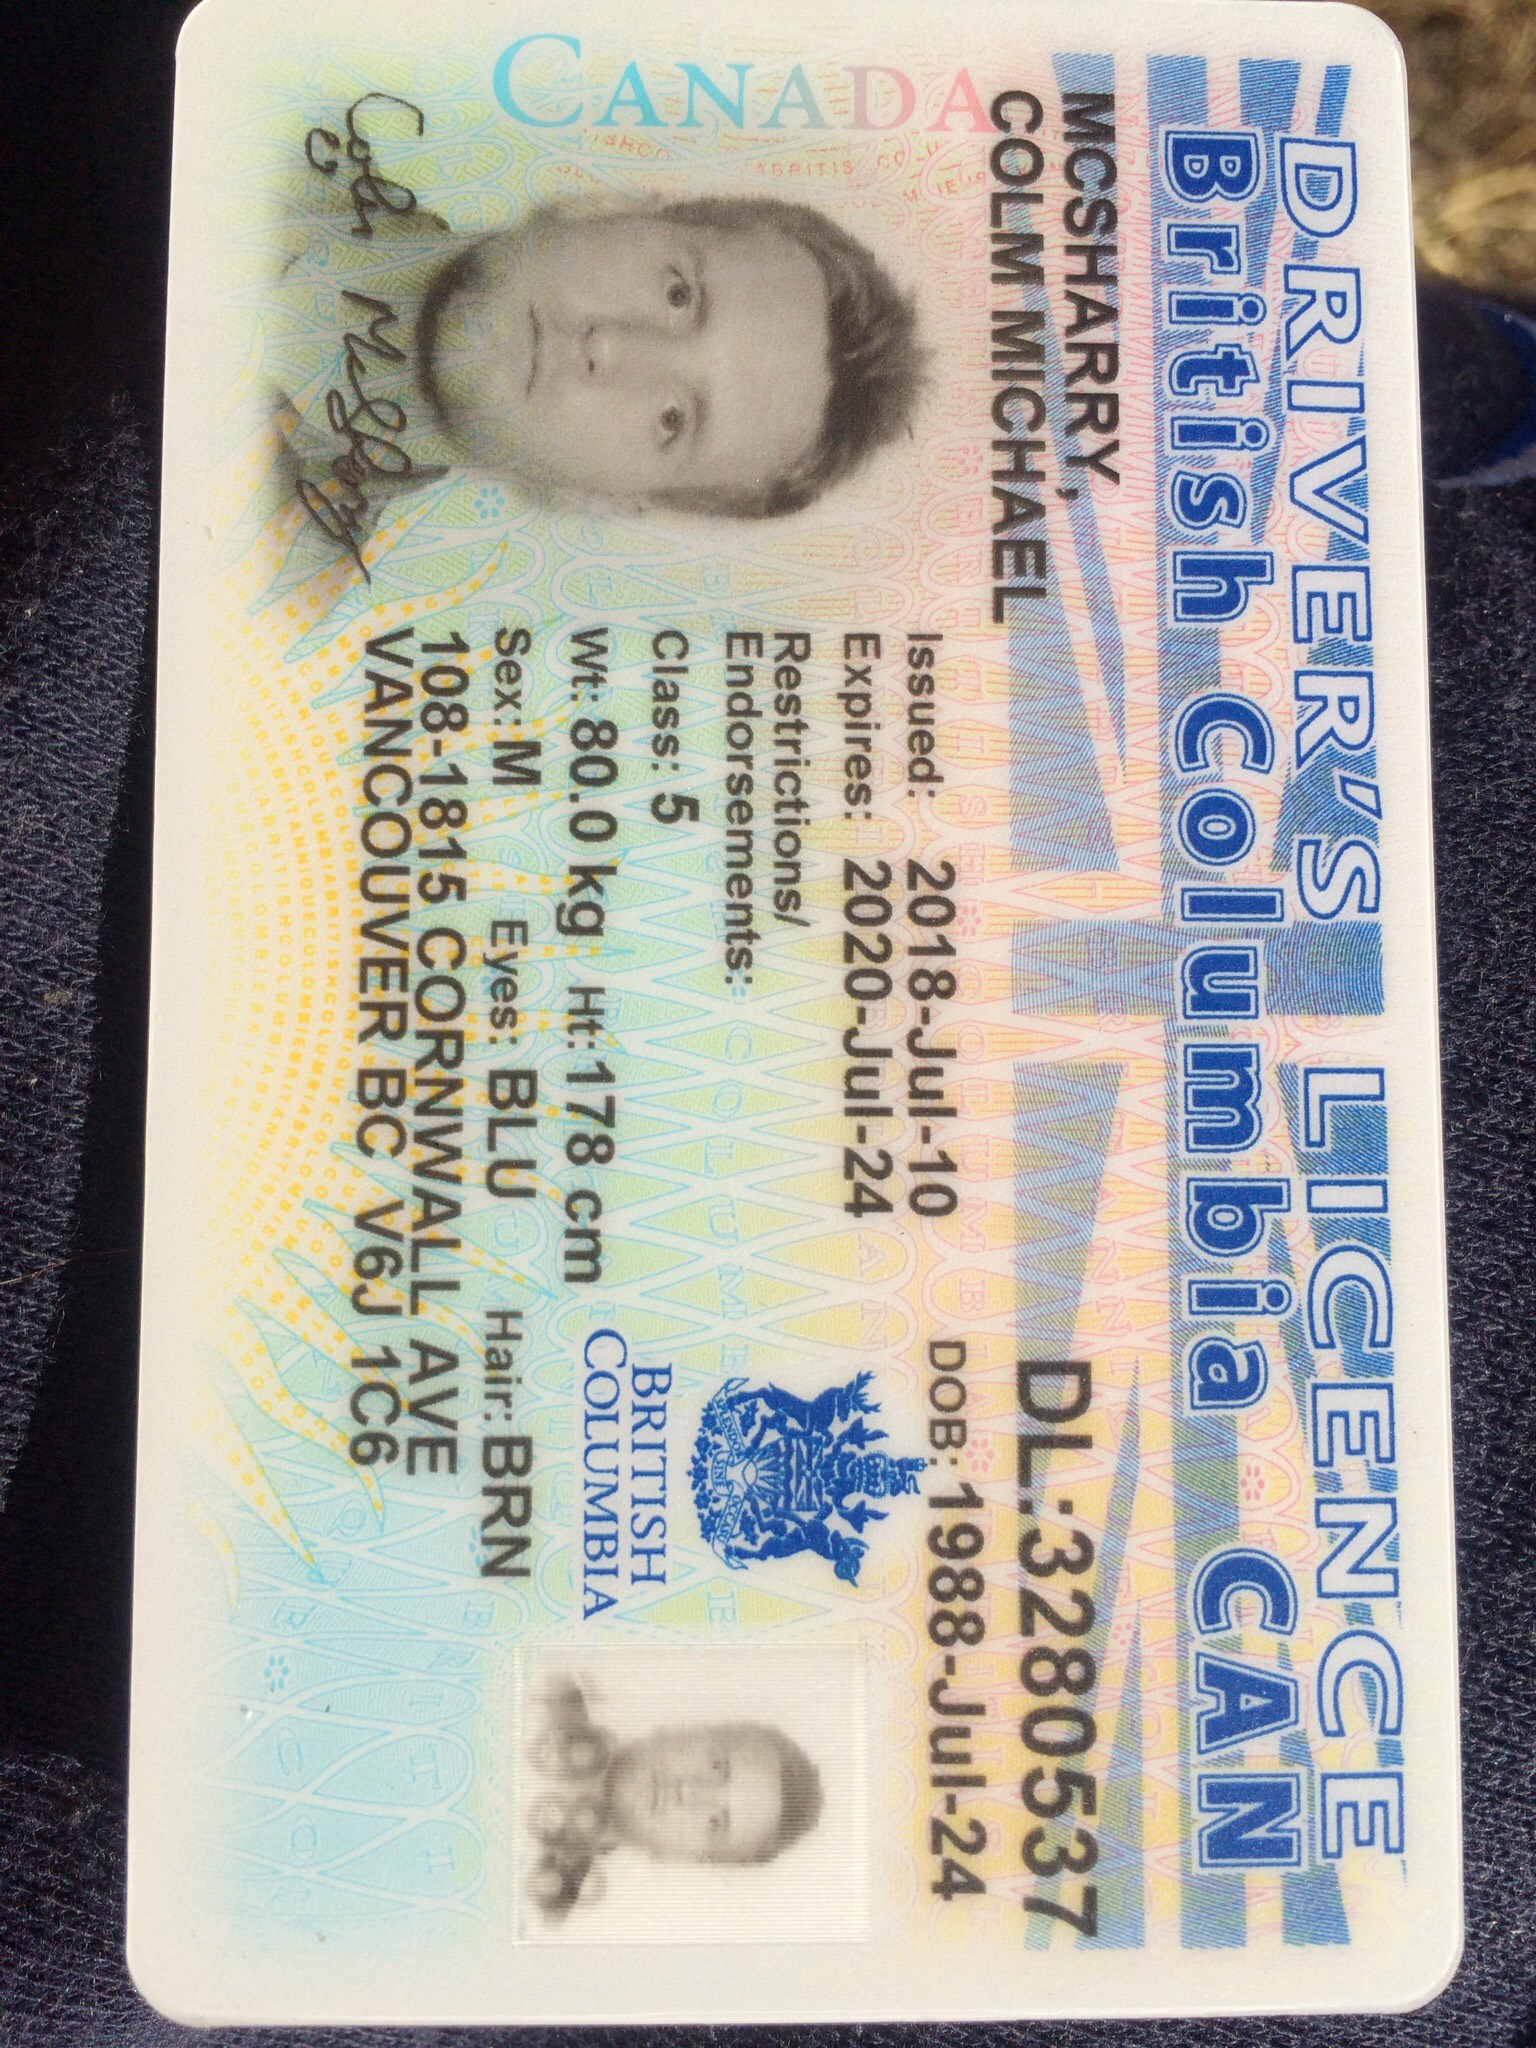 DRIVER'S LICENCE
British Columbia CAN
CANADA
MCSHARRY,
COLM MICHAEL
DL:3280537
Issued: 2018-Jul-10
DOB: 1988-Jul-24
Expires: 2020-Jul-24
Restrictions/
Endorsements:
Class: 5
Wt: 80.0 kg Ht: 178 cm
Sex: M Eyes: BLU Hair: BRN
108-1815 CORNWALL AVE
VANCOUVER BC V6J 1C6
BRITISH
COLUMBIA
Colm McSharry